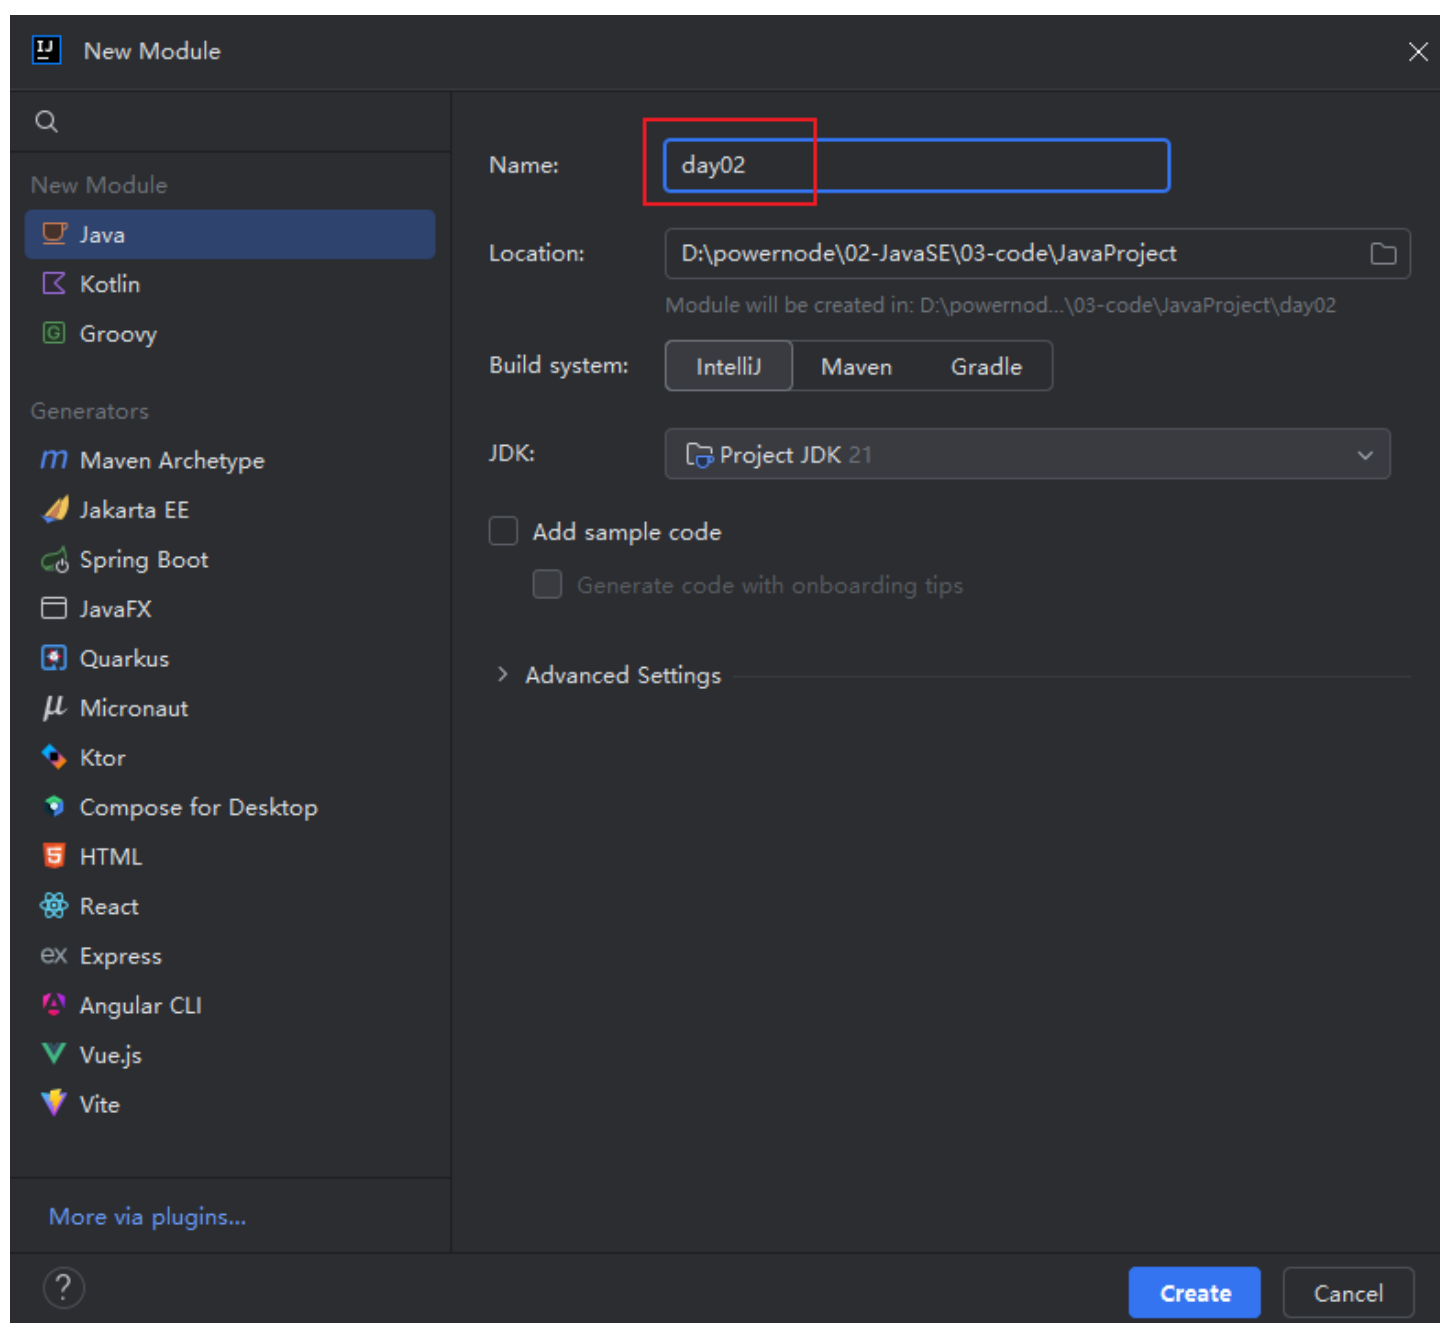 New Module
New Module
Java
Kotlin
Groovy
Generators
Maven Archetype
Jakarta EE
Spring Boot
JavaFX
Quarkus
Micronaut
Ktor
Compose for Desktop
HTML
React
ex Express
Angular CLI
Vue.js
Vite
More via plugins...
Name: day02
Location: D:\powernode\02-JavaSE\03-code\JavaProject
Module will be created in: D:\powernod...\03-code\JavaProject\day02
Build system: IntelliJ Maven Gradle
JDK: Project JDK 21
Add sample code
Generate code with onboarding tips
Advanced Settings
? Create Cancel